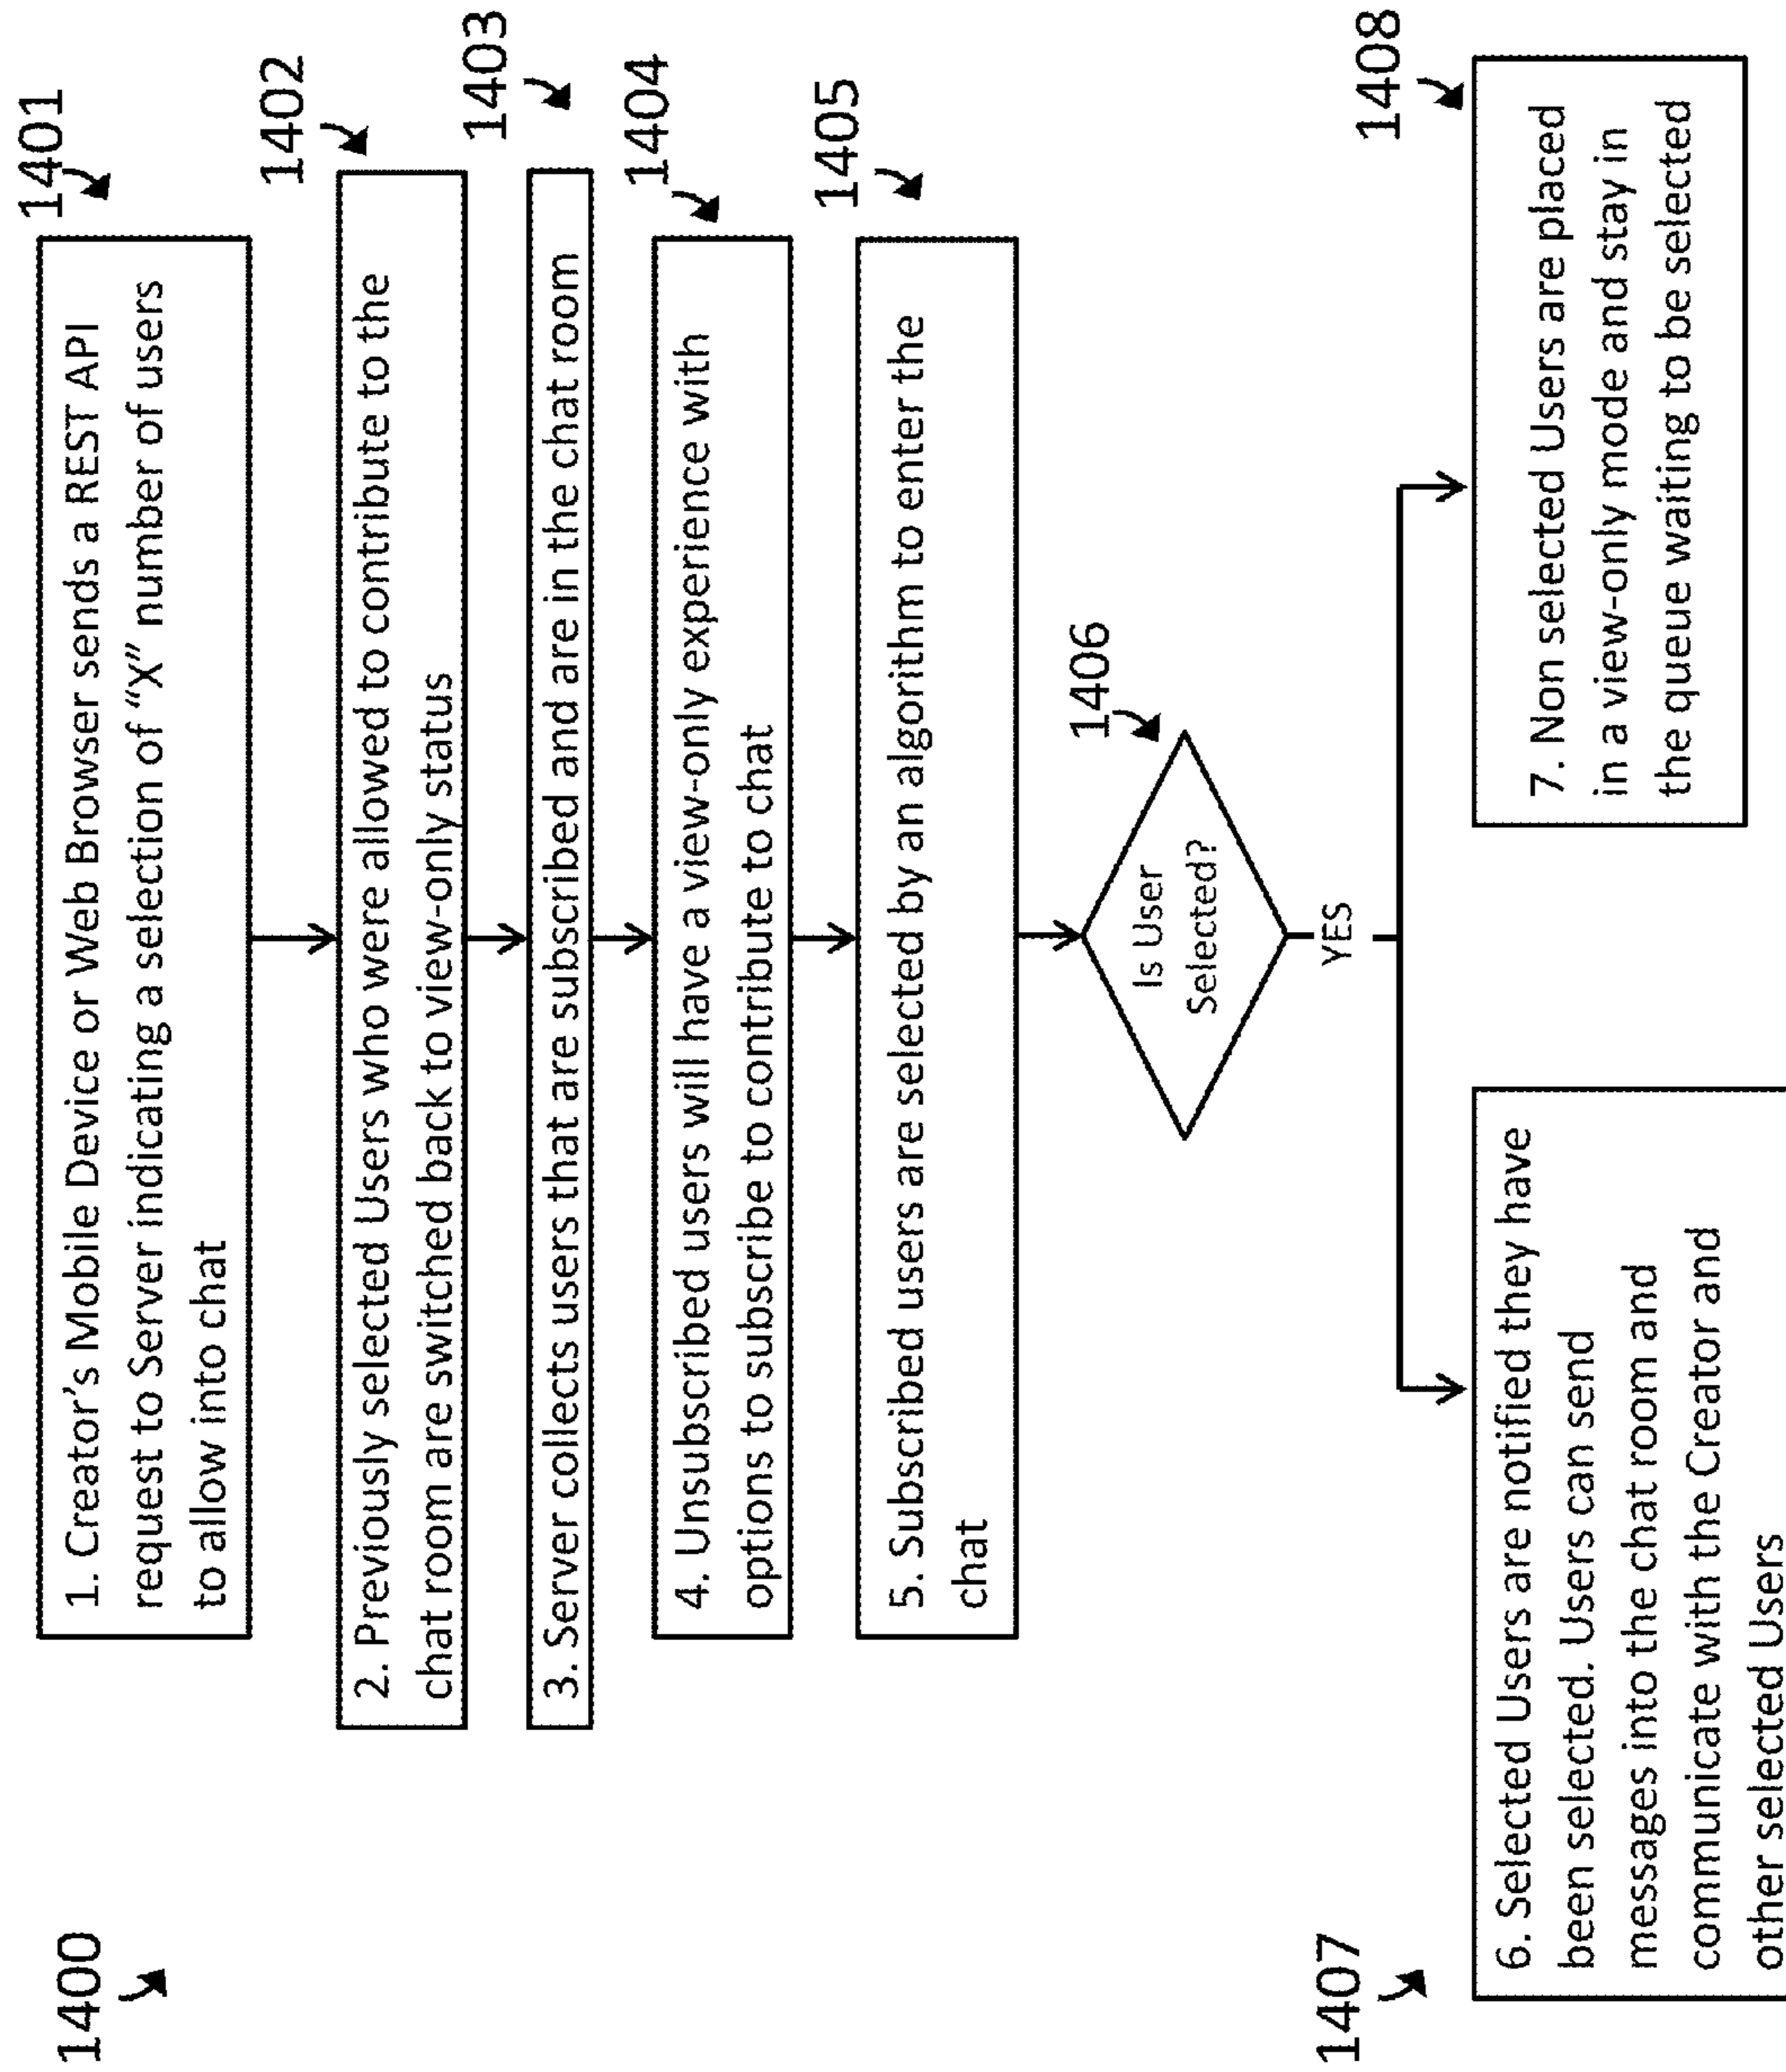 1400
1401
1. Creator's Mobile Device or Web Browser sends a REST API
request to Server indicating a selection of "X" number of users
to allow into chat
1402
2. Previously selected Users who were allowed to contribute to the
chat room are switched back to view-only status
1403
3. Server collects users that are subscribed and are in the chat room
1404
4. Unsubscribed users will have a view-only experience with
options to subscribe to contribute to chat
1405
5. Subscribed users are selected by an algorithm to enter the
chat
1406
Is User
Selected?
YES
1407
6. Selected Users are notified they have
been selected. Users can send
messages into the chat room and
communicate with the Creator and
other selected Users
1408
7. Non selected Users are placed
in a view-only mode and stay in
the queue waiting to be selected